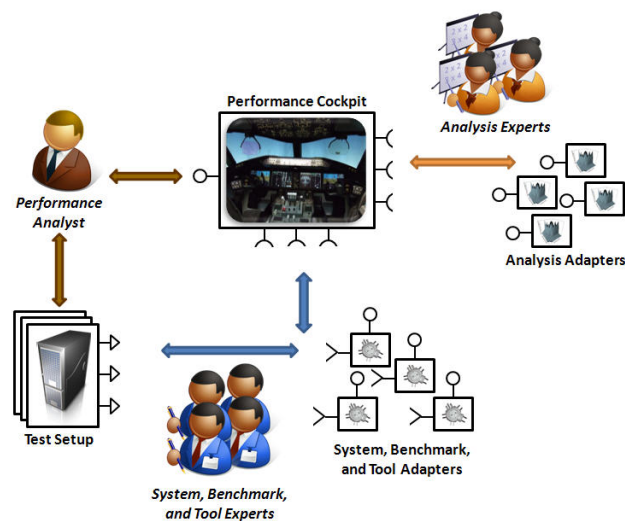 Performance Cockpit
Analysis Experts
Performance
Analyst
Analysis Adapters
Test Setup
System, Benchmark,
and Tool Adapters
System, Benchmark,
and Tool Experts